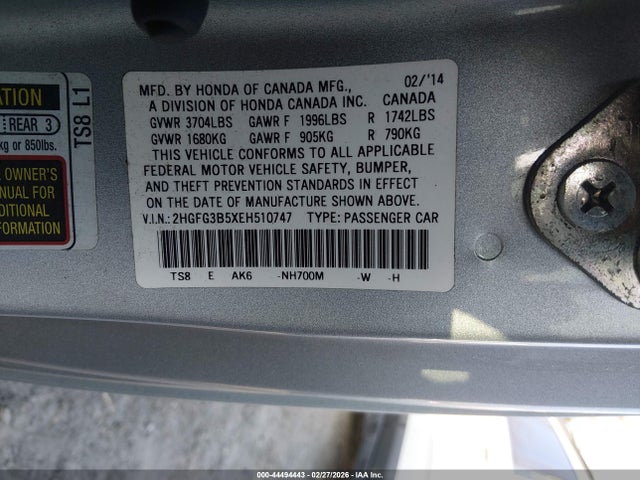 ATION
REAR 3
kg or 850lbs.
OWNER'S
MANUAL FOR
DITIONAL
FORMATION
TS8 L1
MFD. BY HONDA OF CANADA MFG., 02/'14
A DIVISION OF HONDA CANADA INC. CANADA
GVWR 3704LBS GAWR F 1996LBS R 1742LBS
GVWR 1680KG GAWR F 905KG R 790KG
THIS VEHICLE CONFORMS TO ALL APPLICABLE
FEDERAL MOTOR VEHICLE SAFETY, BUMPER,
AND THEFT PREVENTION STANDARDS IN EFFECT
ON THE DATE OF MANUFACTURE SHOWN ABOVE.
V.I.N.: 2HGFG3B5XEH510747 TYPE: PASSENGER CAR
TS8 E AK6 -NH700M -W -H
000-44494443 - 02/27/2026 - IAA Inc.